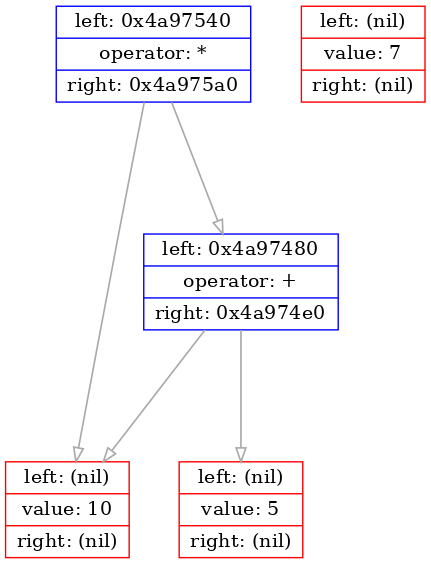 left: 0x4a97540
operator: *
right: 0x4a975a0
left: (nil)
value: 7
right: (nil)
left: 0x4a97480
operator: +
right: 0x4a974e0
left: (nil)
value: 10
right: (nil)
left: (nil)
value: 5
right: (nil)